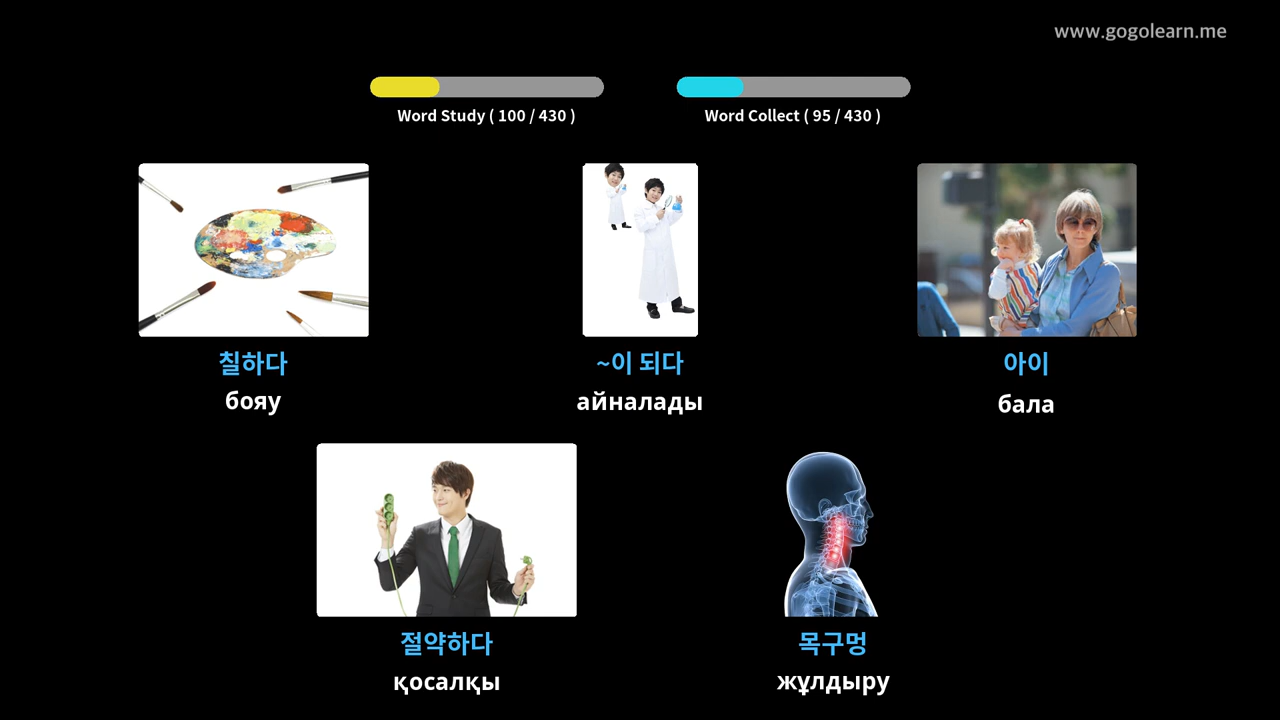 www.gogolearn.me
Word Study ( 100 / 430 )
Word Collect ( 95 / 430 )
칠하다
бояу
~이 되다
айналады
아이
бала
절약하다
қосалқы
목구멍
жұлдыру